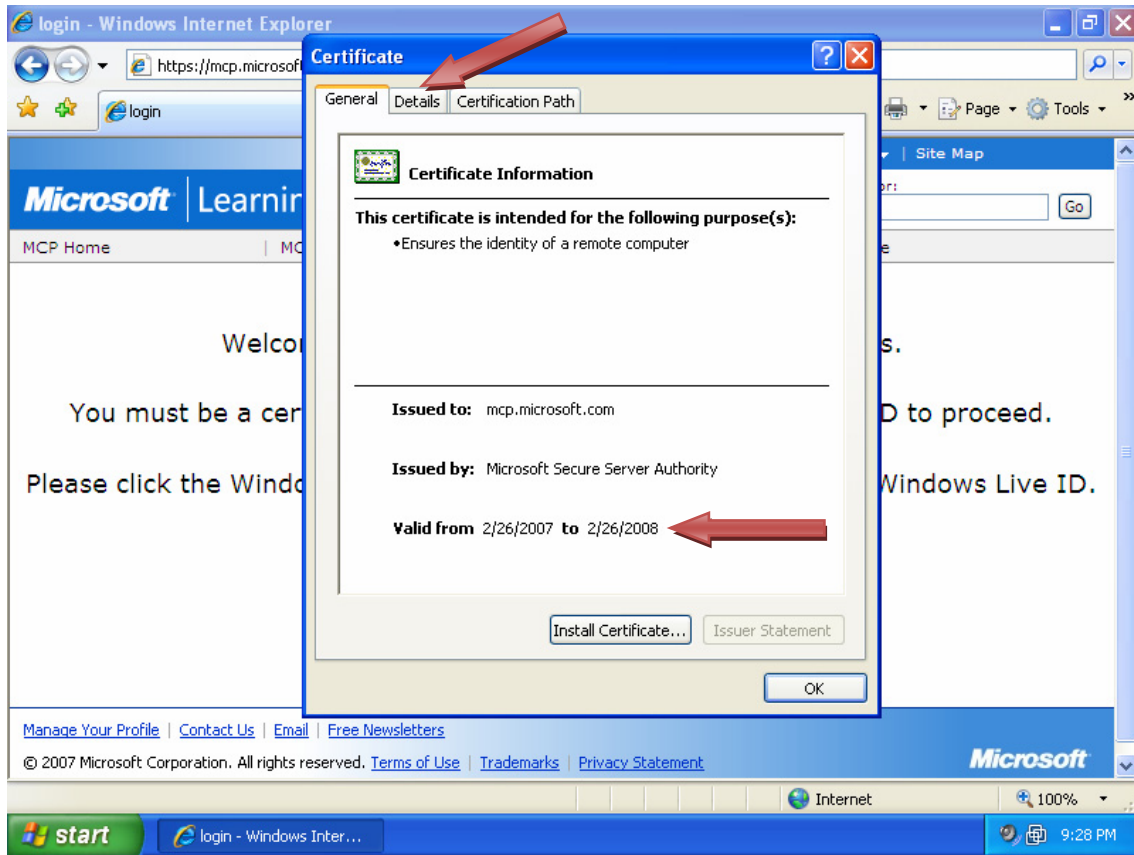 login - Windows Internet Explorer
Certificate
https://mcp.microsof
General Details Certification Path
login
Page Tools
Site Map
Certificate Information
Microsoft Learnin
Go
This certificate is intended for the following purpose(s):
•Ensures the identity of a remote computer
MCP Home | MC
Welco s.
You must be a cer D to proceed.
Issued to: mcp.microsoft.com
Issued by: Microsoft Secure Server Authority
Please click the Windo Windows Live ID.
Valid from 2/26/2007 to 2/26/2008
Install Certificate... Issuer Statement
OK
Manage Your Profile | Contact Us | Email | Free Newsletters
© 2007 Microsoft Corporation. All rights reserved. Terms of Use | Trademarks | Privacy Statement
Microsoft
Internet 100%
start login - Windows Inter... 9:28 PM